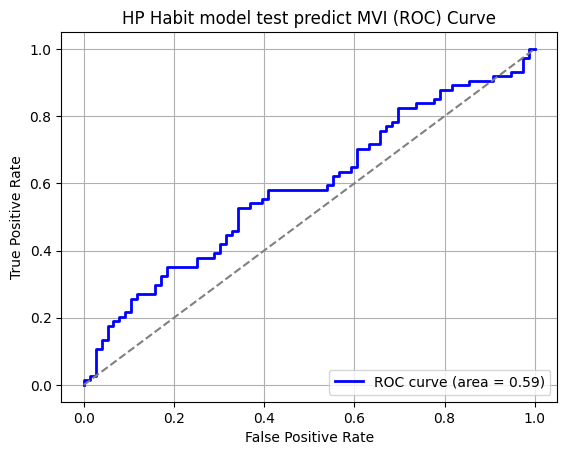 HP Habit model test predict MVI (ROC) Curve
True Positive Rate
1.0
0.8
0.6
0.4
0.2
0.0
ROC curve (area = 0.59)
0.0 0.2 0.4 0.6 0.8 1.0
False Positive Rate